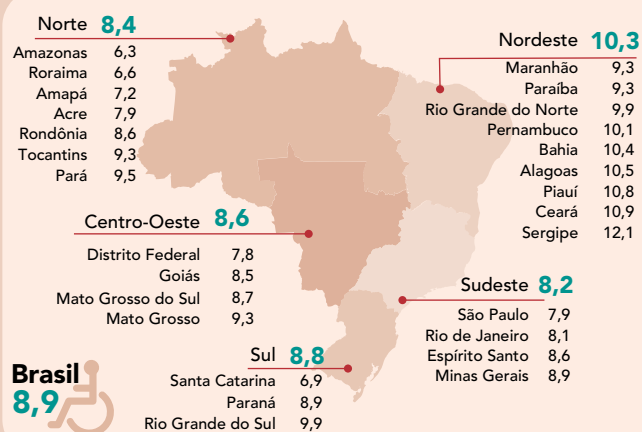 Norte 8,4
Amazonas 6,3
Roraima 6,6
Amapá 7,2
Acre 7,9
Rondônia 8,6
Tocantins 9,3
Pará 9,5
Nordeste 10,3
Maranhão 9,3
Paraíba 9,3
Rio Grande do Norte 9,9
Pernambuco 10,1
Bahia 10,4
Alagoas 10,5
Piauí 10,8
Ceará 10,9
Sergipe 12,1
Centro-Oeste 8,6
Distrito Federal 7,8
Goiás 8,5
Mato Grosso do Sul 8,7
Mato Grosso 9,3
Sudeste 8,2
São Paulo 7,9
Rio de Janeiro 8,1
Espírito Santo 8,6
Minas Gerais 8,9
Sul 8,8
Santa Catarina 6,9
Paraná 8,9
Rio Grande do Sul 9,9
Brasil
8,9